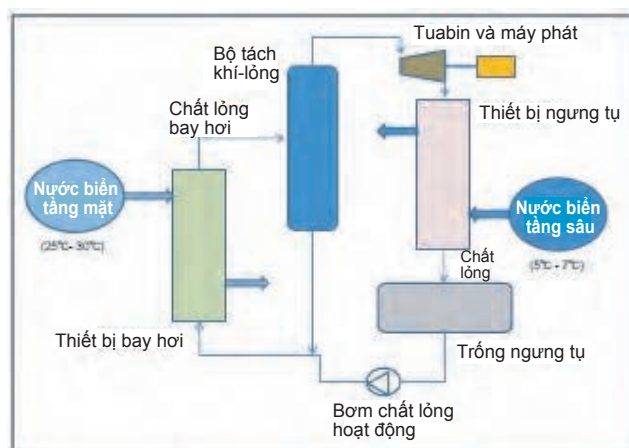 Tuabin và máy phát
Bộ tách
khí-lỏng
Chất lỏng
bay hơi
Thiết bị ngưng tụ
Nước biển
tầng mặt
(25°C- 30°C)
Nước biển
tầng sâu
(5°C - 7°C)
Chất
lỏng
Thiết bị bay hơi
Trống ngưng tụ
Bơm chất lỏng
hoạt động